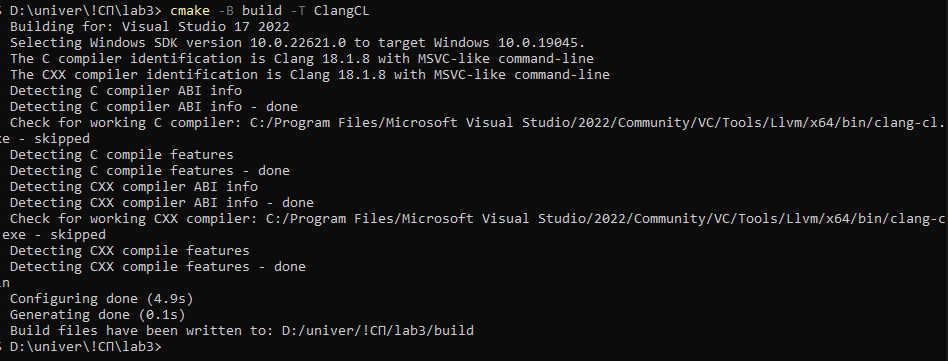 D:\univer\!СП\lab3> cmake -B build -T ClangCL
Building for: Visual Studio 17 2022
Selecting Windows SDK version 10.0.22621.0 to target Windows 10.0.19045.
The C compiler identification is Clang 18.1.8 with MSVC-like command-line
The CXX compiler identification is Clang 18.1.8 with MSVC-like command-line
Detecting C compiler ABI info
Detecting C compiler ABI info - done
Check for working C compiler: C:/Program Files/Microsoft Visual Studio/2022/Community/VC/Tools/Llvm/x64/bin/clang-cl.
xe - skipped
Detecting C compile features
Detecting C compile features - done
Detecting CXX compiler ABI info
Detecting CXX compiler ABI info - done
Check for working CXX compiler: C:/Program Files/Microsoft Visual Studio/2022/Community/VC/Tools/Llvm/x64/bin/clang-c
.exe - skipped
Detecting CXX compile features
Detecting CXX compile features - done
in
Configuring done (4.9s)
Generating done (0.1s)
Build files have been written to: D:/univer/!СП/lab3/build
D:\univer\!СП\lab3>